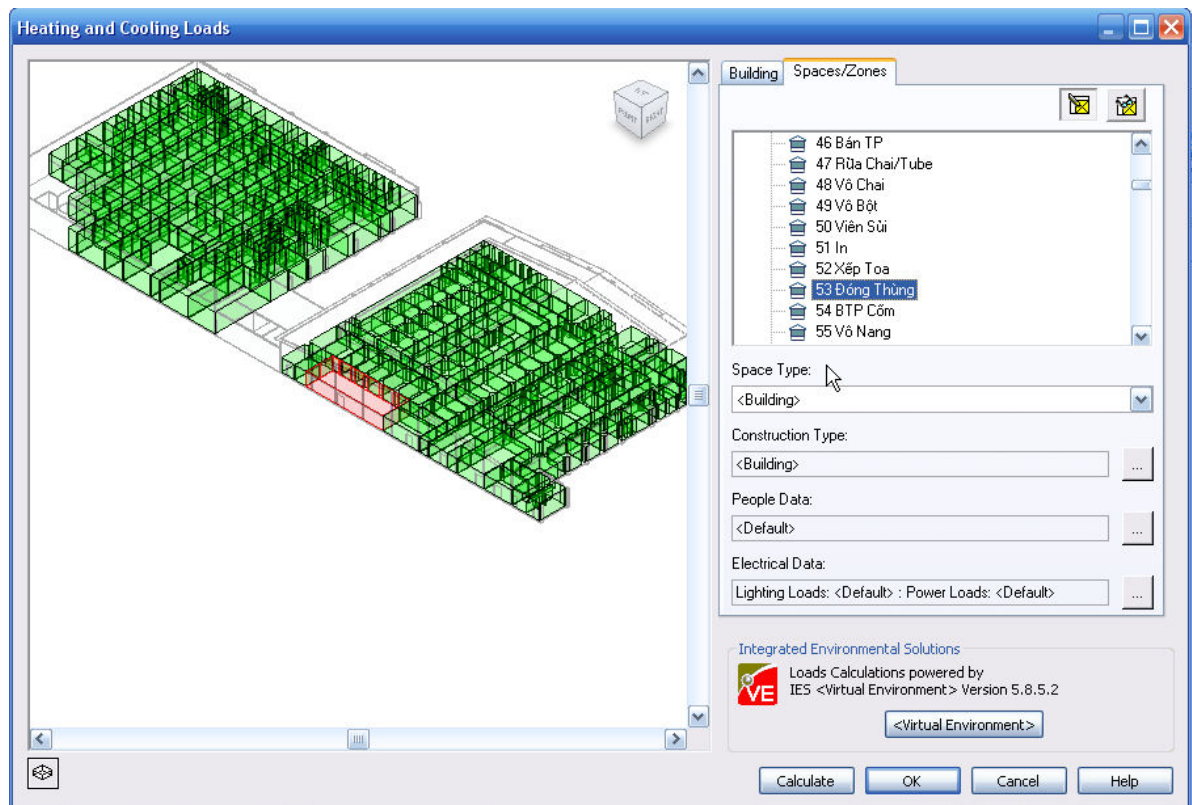 Heating and Cooling Loads
Building
Spaces/Zones
46 Bán TP
47 Rửa Chai/Tube
48 Vô Chai
49 Vô Bột
50 Viên Sủi
51 In
52 Xếp Toa
53 Đóng Thùng
54 BTP Cốm
55 Vô Nang
Space Type:
<Building>
Construction Type:
<Building>
People Data:
<Default>
...
Electrical Data:
Lighting Loads: <Default> : Power Loads: <Default>
...
Integrated Environmental Solutions
VE
Loads Calculations powered by
IES <Virtual Environment> Version 5.8.5.2
<Virtual Environment>
Calculate
OK
Cancel
Help